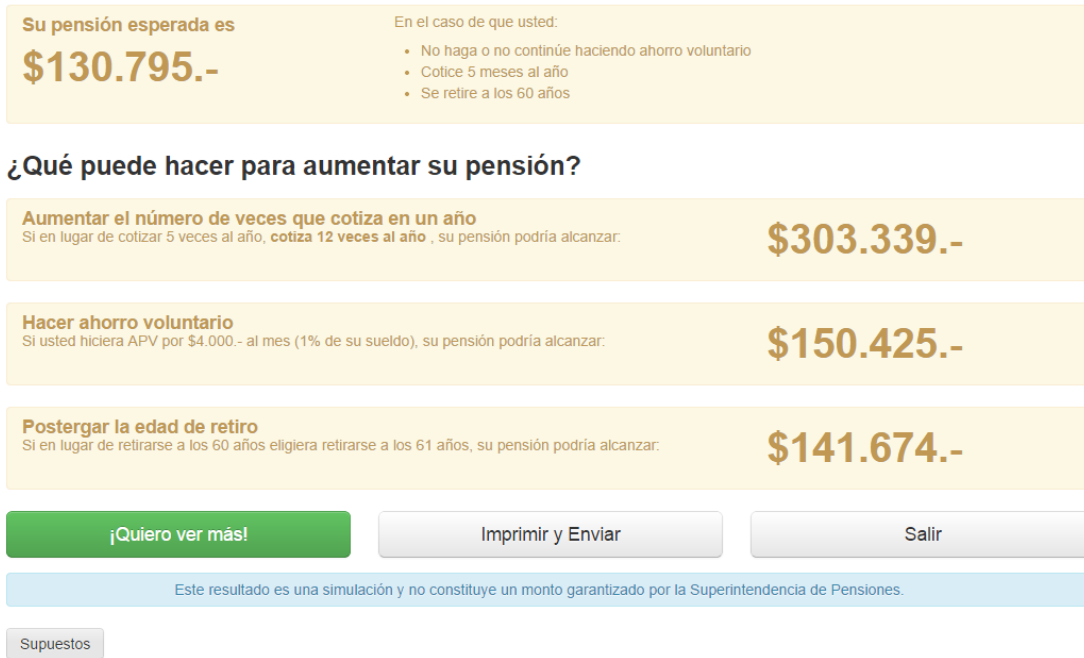 Su pensión esperada es
$130.795.-
En el caso de que usted:
• No haga o no continúe haciendo ahorro voluntario
• Cotice 5 meses al año
• Se retire a los 60 años
¿Qué puede hacer para aumentar su pensión?
Aumentar el número de veces que cotiza en un año
Si en lugar de cotizar 5 veces al año, cotiza 12 veces al año , su pensión podría alcanzar:
$303.339.-
Hacer ahorro voluntario
Si usted hiciera APV por $4.000.- al mes (1% de su sueldo), su pensión podría alcanzar:
$150.425.-
Postergar la edad de retiro
Si en lugar de retirarse a los 60 años eligiera retirarse a los 61 años, su pensión podría alcanzar:
$141.674.-
¡Quiero ver más!
Imprimir y Enviar
Salir
Este resultado es una simulación y no constituye un monto garantizado por la Superintendencia de Pensiones.
Supuestos